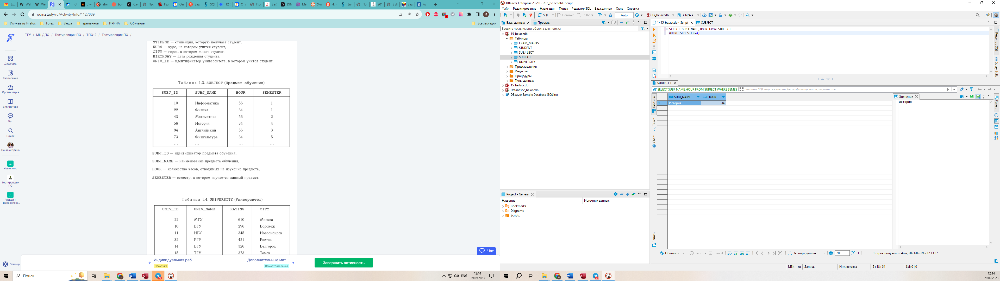 odin.study/ru/Activity/Info/1127889
Им-ные из Firefox
Forex
Леша
временное
ИРИНА
Обучение
Все закладки
ТГУ / МЦ ДПО / Тестировщик ПО / ТПО-2 / Тестировщик ПО /
Дашборд
Расписание
Организация
Библиотека
Чат
Поиск
Панина Ирина
Навигатор
Тестировщик ПО
Раздел 1. Введение в...
Помощь
STIPEND — стипендия, которую получает студент,
KURS — курс, на котором учится студент,
CITY — город, в котором живет студент,
BIRTHDAY — дата рождения студента,
UNIV_ID — идентификатор университета, в котором учится студент.
Таблица 1.3. SUBJECT (Предмет обучения)
SUBJ_ID SUBJ_NAME HOUR SEMESTER
10 Информатика 56 1
22 Физика 34 1
43 Математика 56 2
56 История 34 4
94 Английский 56 3
73 Физкультура 34 5
... ... ... ...
SUBJ_ID — идентификатор предмета обучения,
SUBJ_NAME — наименование предмета обучения,
HOUR — количество часов, отводимых на изучение предмета,
SEMESTER — семестр, в котором изучается данный предмет.
Таблица 1.4. UNIVERSITY (Университет)
UNIV_ID UNIV_NAME RATING CITY
22 МГУ 610 Москва
10 ВГУ 296 Воронеж
11 НГУ 345 Новосибирск
32 РГУ 421 Ростов
14 БГУ 326 Белгород
15 ТГУ 373 Томск
Чат
Индивидуальная раб...
Практика
Дополнительные мат...
Самостоятельная
Завершить активность
Поиск
ENG
12:14
29.09.2023
DBeaver Enterprise 23.2.0 - <15_be.accdb> Script
Файл Редактирование Навигация Поиск Редактор SQL База данных Окна Справка
SQL Commit Rollback Auto 15_be.accdb < N/A >
Базы данных Проекты
Введите часть имени объекта для поиска
15_be.accdb
Таблицы
EXAM_MARKS
STUDENT
SUBJ_LECT
SUBJECT
UNIVERSITY
Представления
Индексы
Процедуры
Типы данных
15_be.laccdb
Database2_be.accdb
DBeaver Sample Database (SQLite)
Project - General
Название Источник данных
Bookmarks
Diagrams
Scripts
*<15_be.accdb> Script SUBJECT
SELECT SUBJ_NAME,HOUR FROM SUBJECT
WHERE SEMESTER=4;
Редактор SQL
Query Build
SUBJECT 1
SELECT SUBJ_NAME,HOUR FROM SUBJECT WHERE SEMES Введите SQL выражение чтобы отфильтровать результаты
Таблица
Текст
Chart
Запись
ABC SUBJ_NAME 123 HOUR
1 История 34
Значение
История
Panels
Обновить Save Cancel Экспорт данных ... 200 1 1 строк получено - 4ms, 2023-09-29 в 12:13:37
MSK ru Запись Инт. вставка 2 : 18 : 54 Sel: 0 | 0
12:14
29.09.2023